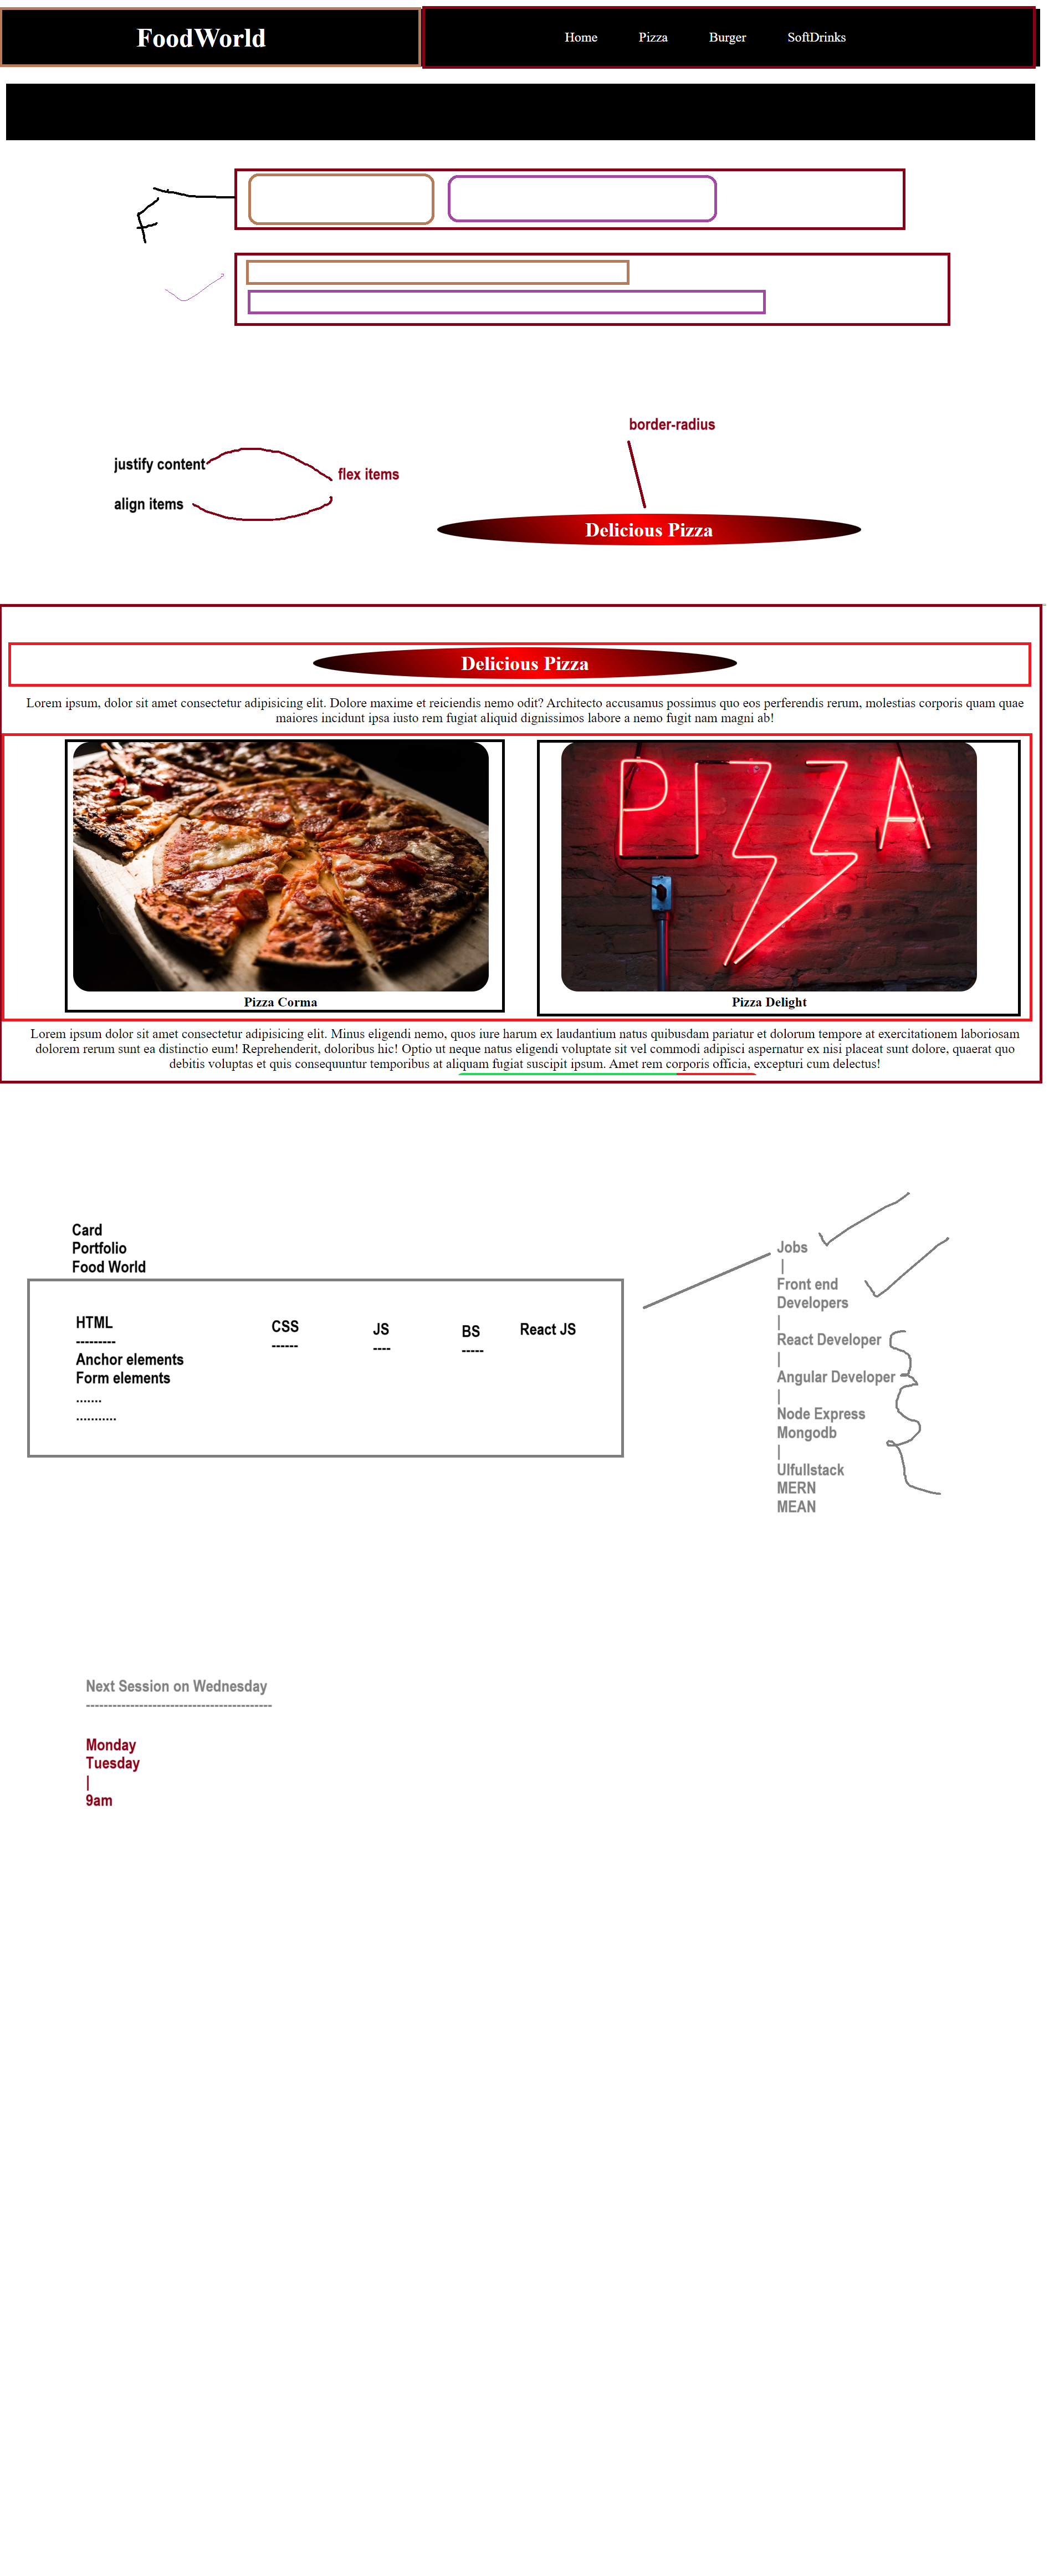 FoodWorld
Home Pizza Burger SoftDrinks
F
border-radius
justify content
flex items
align items
Delicious Pizza
Delicious Pizza
Lorem ipsum, dolor sit amet consectetur adipisicing elit. Dolore maxime et reiciendis nemo odit? Architecto accusamus possimus quo eos perferendis rerum, molestias corporis quam quae
maiores incidunt ipsa iusto rem fugiat aliquid dignissimos labore a nemo fugit nam magni ab!
PIZZA
Pizza Corma
Pizza Delight
Lorem ipsum dolor sit amet consectetur adipisicing elit. Minus eligendi nemo, quos iure harum ex laudantium natus quibusdam pariatur et dolorum tempore at exercitationem laboriosam
dolorem rerum sunt ea distinctio eum! Reprehenderit, doloribus hic! Optio ut neque natus eligendi voluptate sit vel commodi adipisci aspernatur ex nisi placeat sunt dolore, quaerat quo
debitis voluptas et quis consequuntur temporibus at aliquam fugiat suscipit ipsum. Amet rem corporis officia, excepturi cum delectus!
Card
Portfolio
Food World
HTML
---------
Anchor elements
Form elements
.......
...........
CSS
------
JS
----
BS
-----
React JS
Jobs
|
Front end
Developers
|
React Developer
|
Angular Developer
|
Node Express
Mongodb
|
UIfullstack
MERN
MEAN
Next Session on Wednesday
------------------------------------------
Monday
Tuesday
|
9am